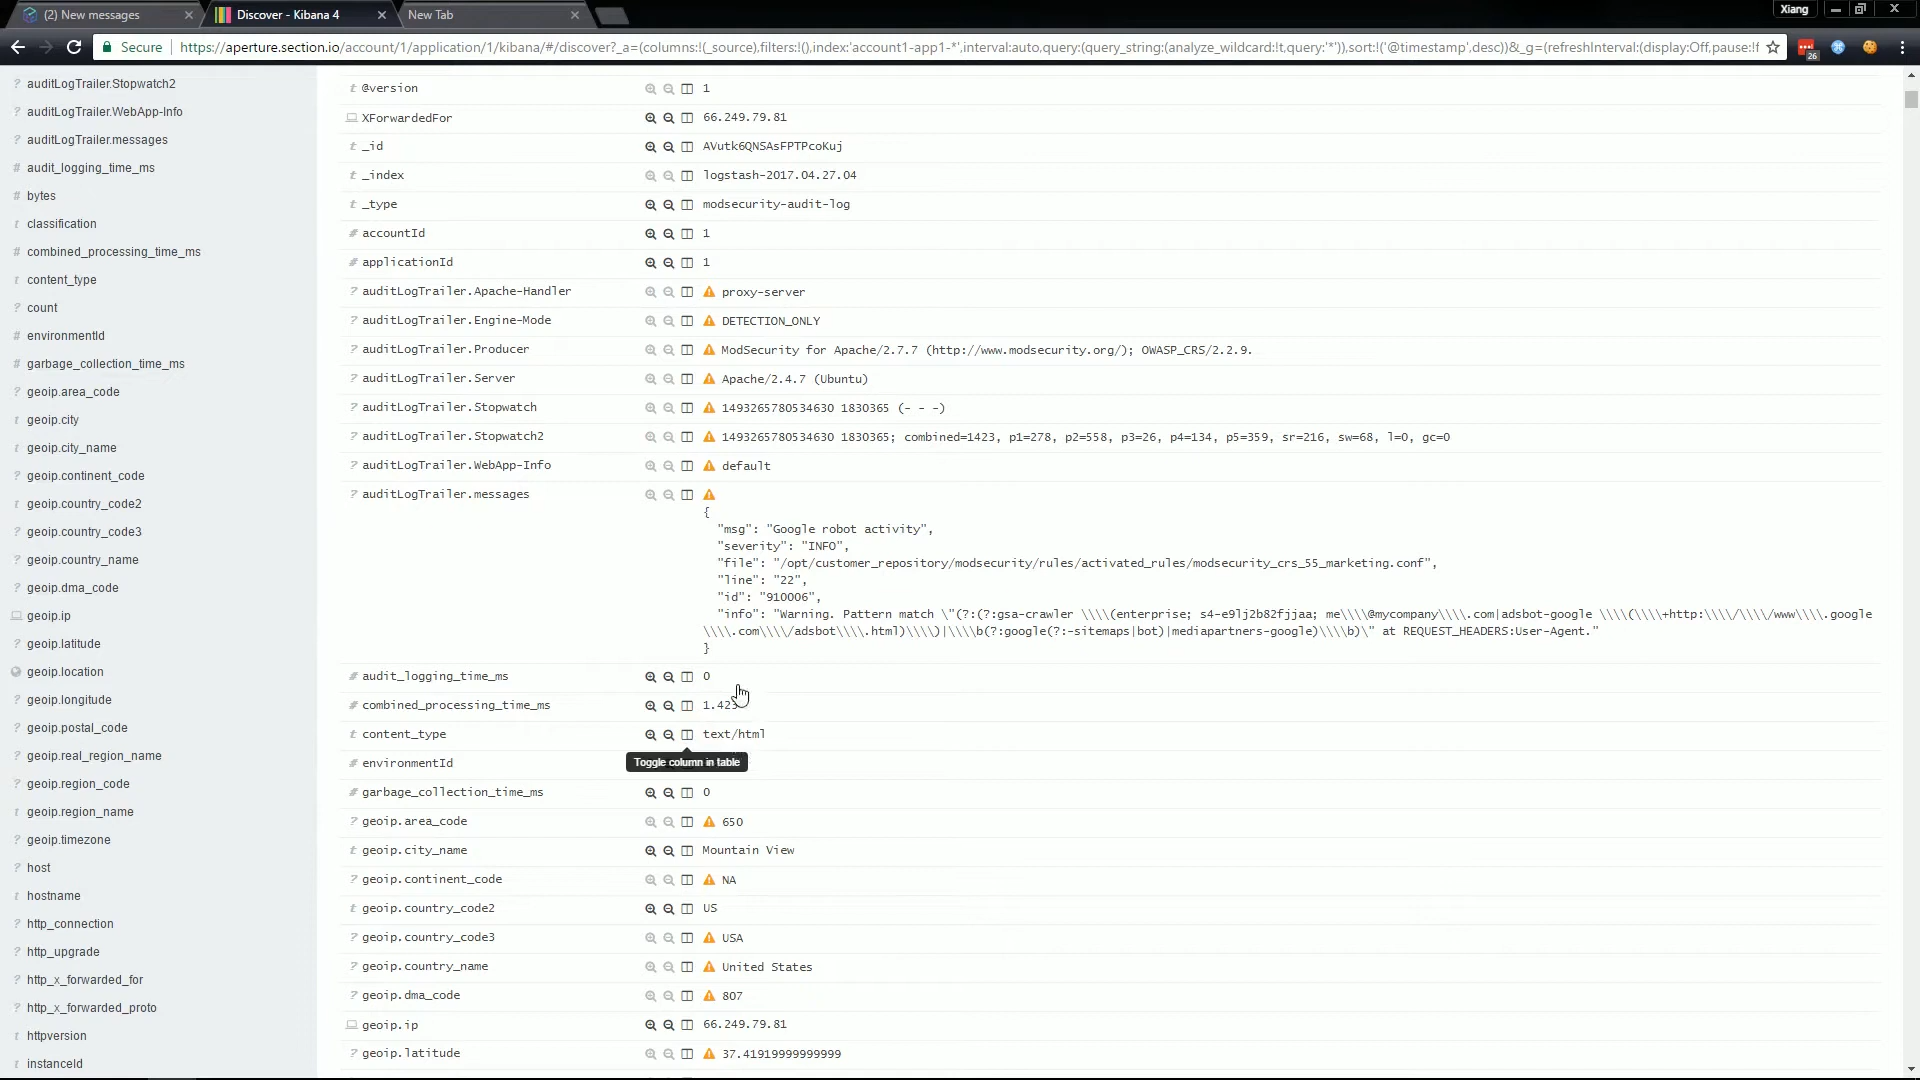 (2) New messages
Discover - Kibana 4
New Tab
Xiang
Secure
https://aperture.section.io/account/1/application/1/kibana/#/discover?_a=(columns:!(_source),filters:!(),index:'account1-app1-*',interval:auto,query:(query_string:(analyze_wildcard:!t,query:'*')),sort:!('@timestamp',desc))&_g=(refreshInterval:(display:Off,pause:!f
26
? auditLogTrailer.Stopwatch2
? auditLogTrailer.WebApp-Info
? auditLogTrailer.messages
# audit_logging_time_ms
# bytes
t classification
# combined_processing_time_ms
t content_type
? count
# environmentId
# garbage_collection_time_ms
? geoip.area_code
? geoip.city
t geoip.city_name
? geoip.continent_code
t geoip.country_code2
? geoip.country_code3
? geoip.country_name
? geoip.dma_code
geoip.ip
? geoip.latitude
geoip.location
? geoip.longitude
? geoip.postal_code
? geoip.real_region_name
? geoip.region_code
t geoip.region_name
? geoip.timezone
? host
t hostname
? http_connection
? http_upgrade
? http_x_forwarded_for
? http_x_forwarded_proto
t httpversion
t instanceId
t @version 1
XForwardedFor 66.249.79.81
t _id AVutk6QNSAsFPTPcoKuj
t _index logstash-2017.04.27.04
t _type modsecurity-audit-log
# accountId 1
# applicationId 1
? auditLogTrailer.Apache-Handler proxy-server
? auditLogTrailer.Engine-Mode DETECTION_ONLY
? auditLogTrailer.Producer ModSecurity for Apache/2.7.7 (http://www.modsecurity.org/); OWASP_CRS/2.2.9.
? auditLogTrailer.Server Apache/2.4.7 (Ubuntu)
? auditLogTrailer.Stopwatch 1493265780534630 1830365 (- - -)
? auditLogTrailer.Stopwatch2 1493265780534630 1830365; combined=1423, p1=278, p2=558, p3=26, p4=134, p5=359, sr=216, sw=68, l=0, gc=0
? auditLogTrailer.WebApp-Info default
? auditLogTrailer.messages
{
"msg": "Google robot activity",
"severity": "INFO",
"file": "/opt/customer_repository/modsecurity/rules/activated_rules/modsecurity_crs_55_marketing.conf",
"line": "22",
"id": "910006",
"info": "Warning. Pattern match \"(?:(?:gsa-crawler \\\\(enterprise; s4-e9lj2b82fjjaa; me\\\\@mycompany\\\\.com|adsbot-google \\\\(\\\\+http:\\\\/\\\\/www\\\\.google
\\\\.com\\\\/adsbot\\\\.html)\\\\)|\\\\b(?:google(?:-sitemaps|bot)|mediapartners-google)\\\\b)\" at REQUEST_HEADERS:User-Agent."
}
# audit_logging_time_ms 0
# combined_processing_time_ms 1.423
t content_type text/html
# environmentId
Toggle column in table
# garbage_collection_time_ms 0
? geoip.area_code 650
t geoip.city_name Mountain View
? geoip.continent_code NA
t geoip.country_code2 US
? geoip.country_code3 USA
? geoip.country_name United States
? geoip.dma_code 807
geoip.ip 66.249.79.81
? geoip.latitude 37.41919999999999